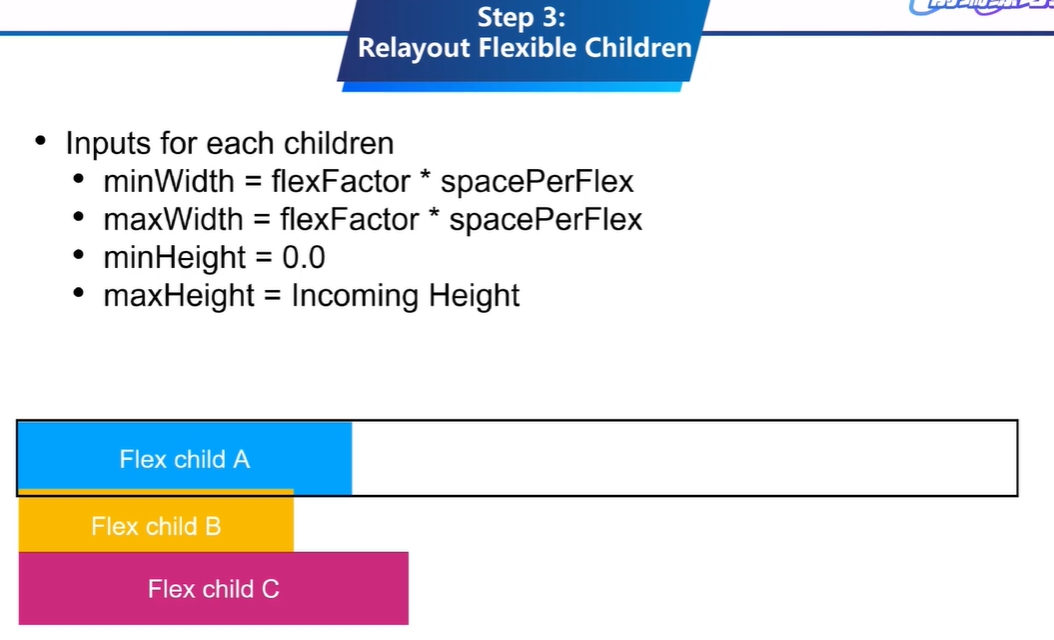 Step 3:
Relayout Flexible Children
• Inputs for each children
• minWidth = flexFactor * spacePerFlex
• maxWidth = flexFactor * spacePerFlex
• minHeight = 0.0
• maxHeight = Incoming Height
Flex child A
Flex child B
Flex child C